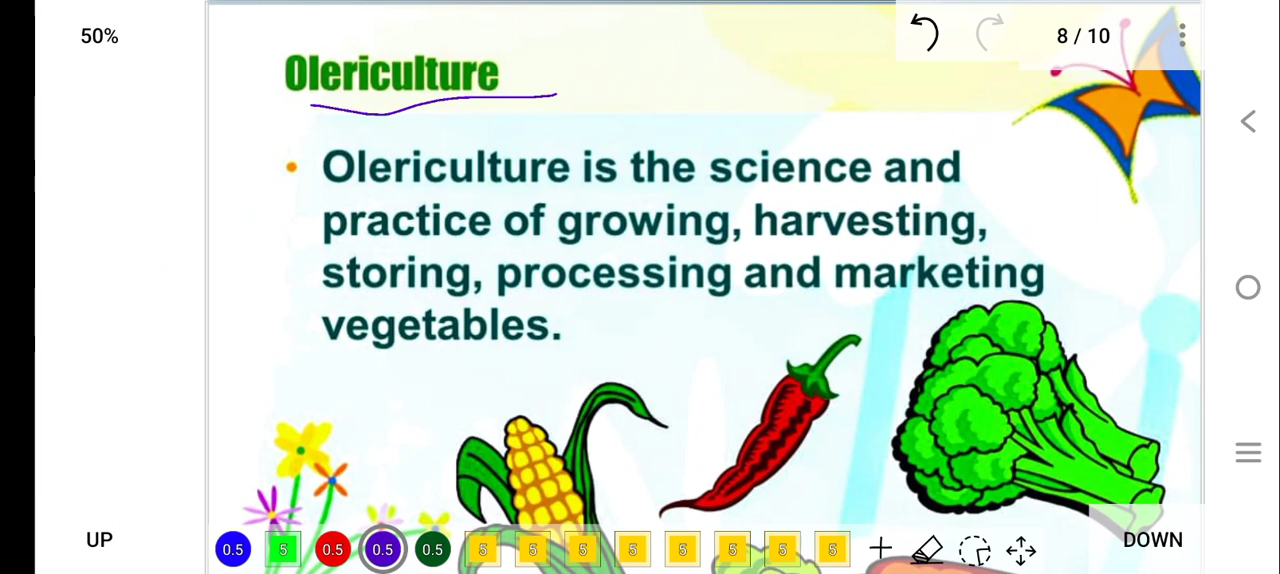 50%
8 / 10
Olericulture
• Olericulture is the science and
practice of growing, harvesting,
storing, processing and marketing
vegetables.
UP
0.5 5 0.5 0.5 0.5 5 5 5 5 5 5 5 5
DOWN